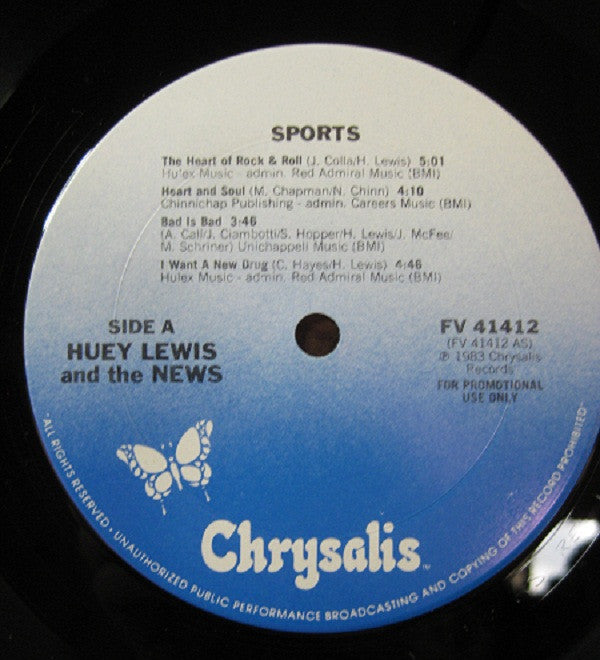 SPORTS
The Heart of Rock & Roll (J. Colla/H. Lewis) 5:01
Hulex Music - admin. Red Admiral Music (BMI)
Heart and Soul (M. Chapman/N. Chinn) 4:10
Chinnichap Publishing - admin. Careers Music (BMI)
Bad Is Bad 3:46
(A. Call/J. Ciambotti/S. Hopper/H. Lewis/J. McFee/
M. Schriner) Unichappell Music (BMI)
I Want A New Drug (C. Hayes/H. Lewis) 4:46
Hulex Music - admin. Red Admiral Music (BMI)
SIDE A
HUEY LEWIS
and the NEWS
FV 41412
(FV 41412 AS)
℗ 1983 Chrysalis
Records
FOR PROMOTIONAL
USE ONLY
Chrysalis™
"ALL RIGHTS RESERVED. UNAUTHORIZED PUBLIC PERFORMANCE BROADCASTING AND COPYING OF THIS RECORD PROHIBITED"